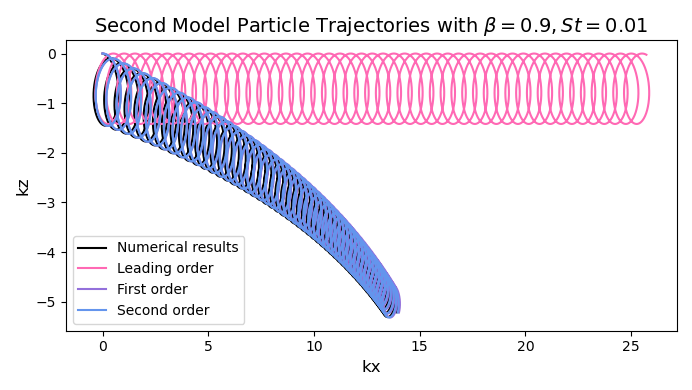 Second Model Particle Trajectories with β = 0.9, St = 0.01
kz
0
−1
−2
−3
−4
−5
Numerical results
Leading order
First order
Second order
0 5 10 15 20 25
kx